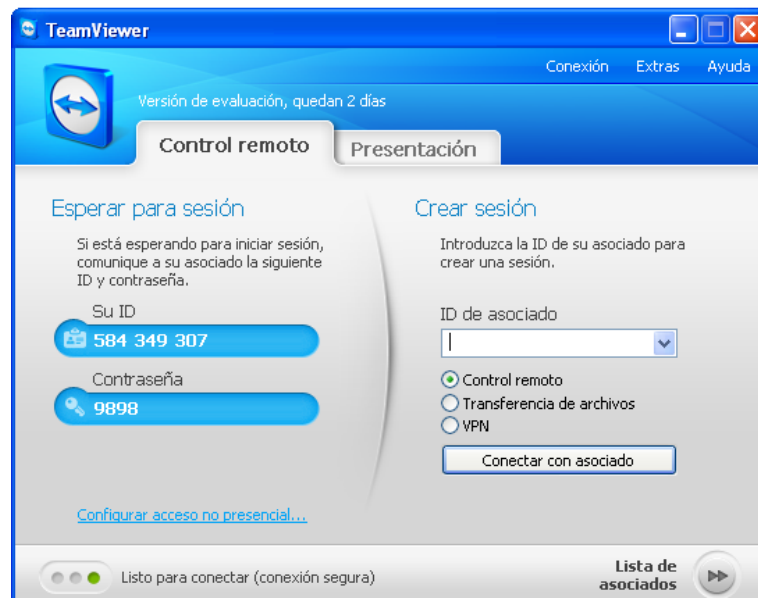 TeamViewer
Conexión Extras Ayuda
Versión de evaluación, quedan 2 días
Control remoto
Presentación
Esperar para sesión
Si está esperando para iniciar sesión,
comunique a su asociado la siguiente
ID y contraseña.
Su ID
584 349 307
Contraseña
9898
Configurar acceso no presencial...
Crear sesión
Introduzca la ID de su asociado para
crear una sesión.
ID de asociado
Control remoto
Transferencia de archivos
VPN
Conectar con asociado
Listo para conectar (conexión segura)
Lista de
asociados